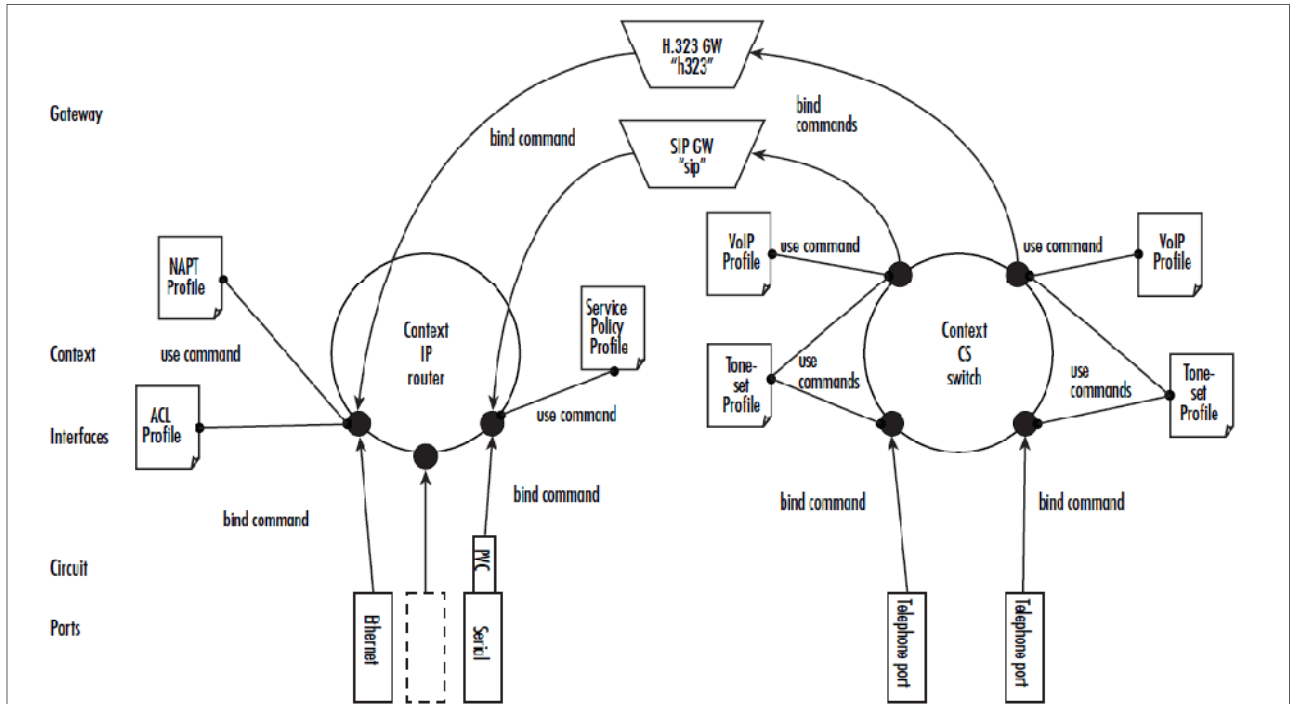 H.323 GW
"h323"
Gateway
bind
commands
bind command
SIP GW
"sip"
VoIP
Profile
use command
use command
VoIP
Profile
NAPT
Profile
Service
Policy
Profile
Context
IP
router
Context
CS
switch
Context
use command
Tone-
set Profile
use
commands
use
commands
Tone-
set
Profile
ACL
Profile
use command
Interfaces
bind command
bind command
bind command
bind command
Circuit
PVC
Ports
Ethernet
Serial
Telephone port
Telephone port